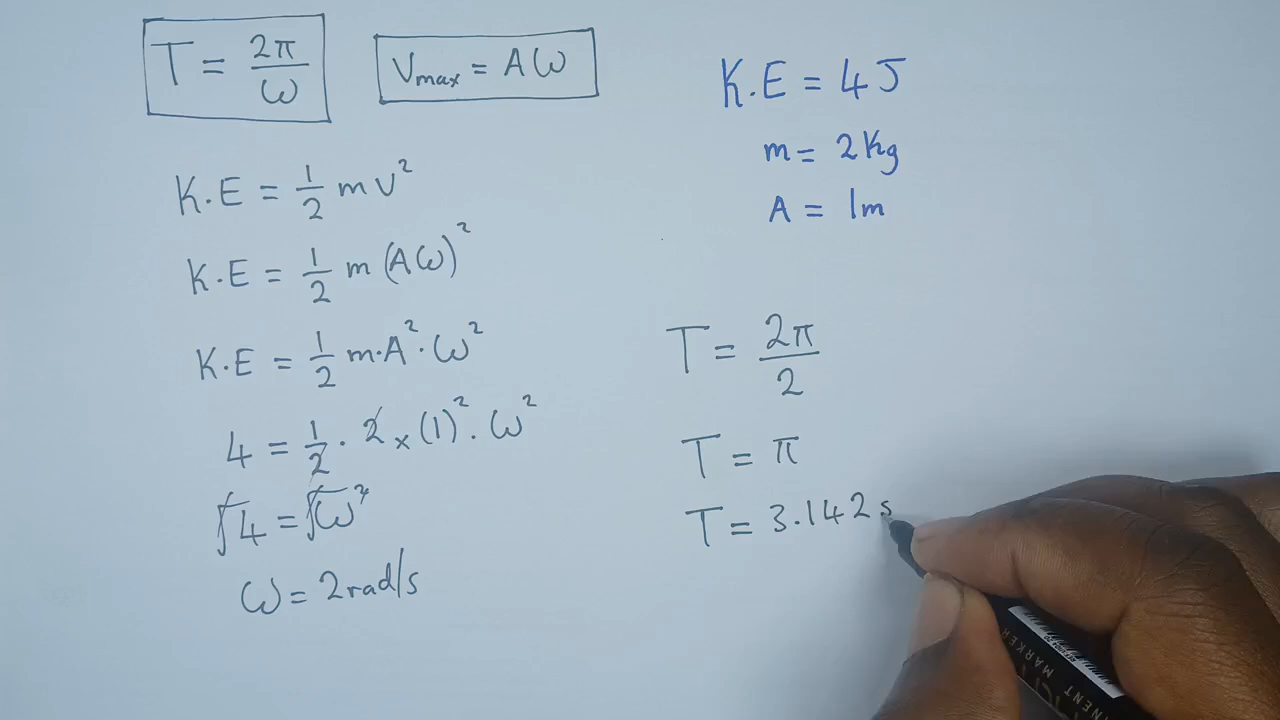 T = 2π/ω
Vmax = Aω
K.E = 1/2 mv²
K.E = 1/2 m(Aω)²
K.E = 1/2 m·A²·ω²
4 = 1/2 · 2 × (1)² · ω²
√4 = √ω²
ω = 2rad/s
K.E = 4J
m = 2Kg
A = 1m
T = 2π/2
T = π
T = 3.142s
MARKER